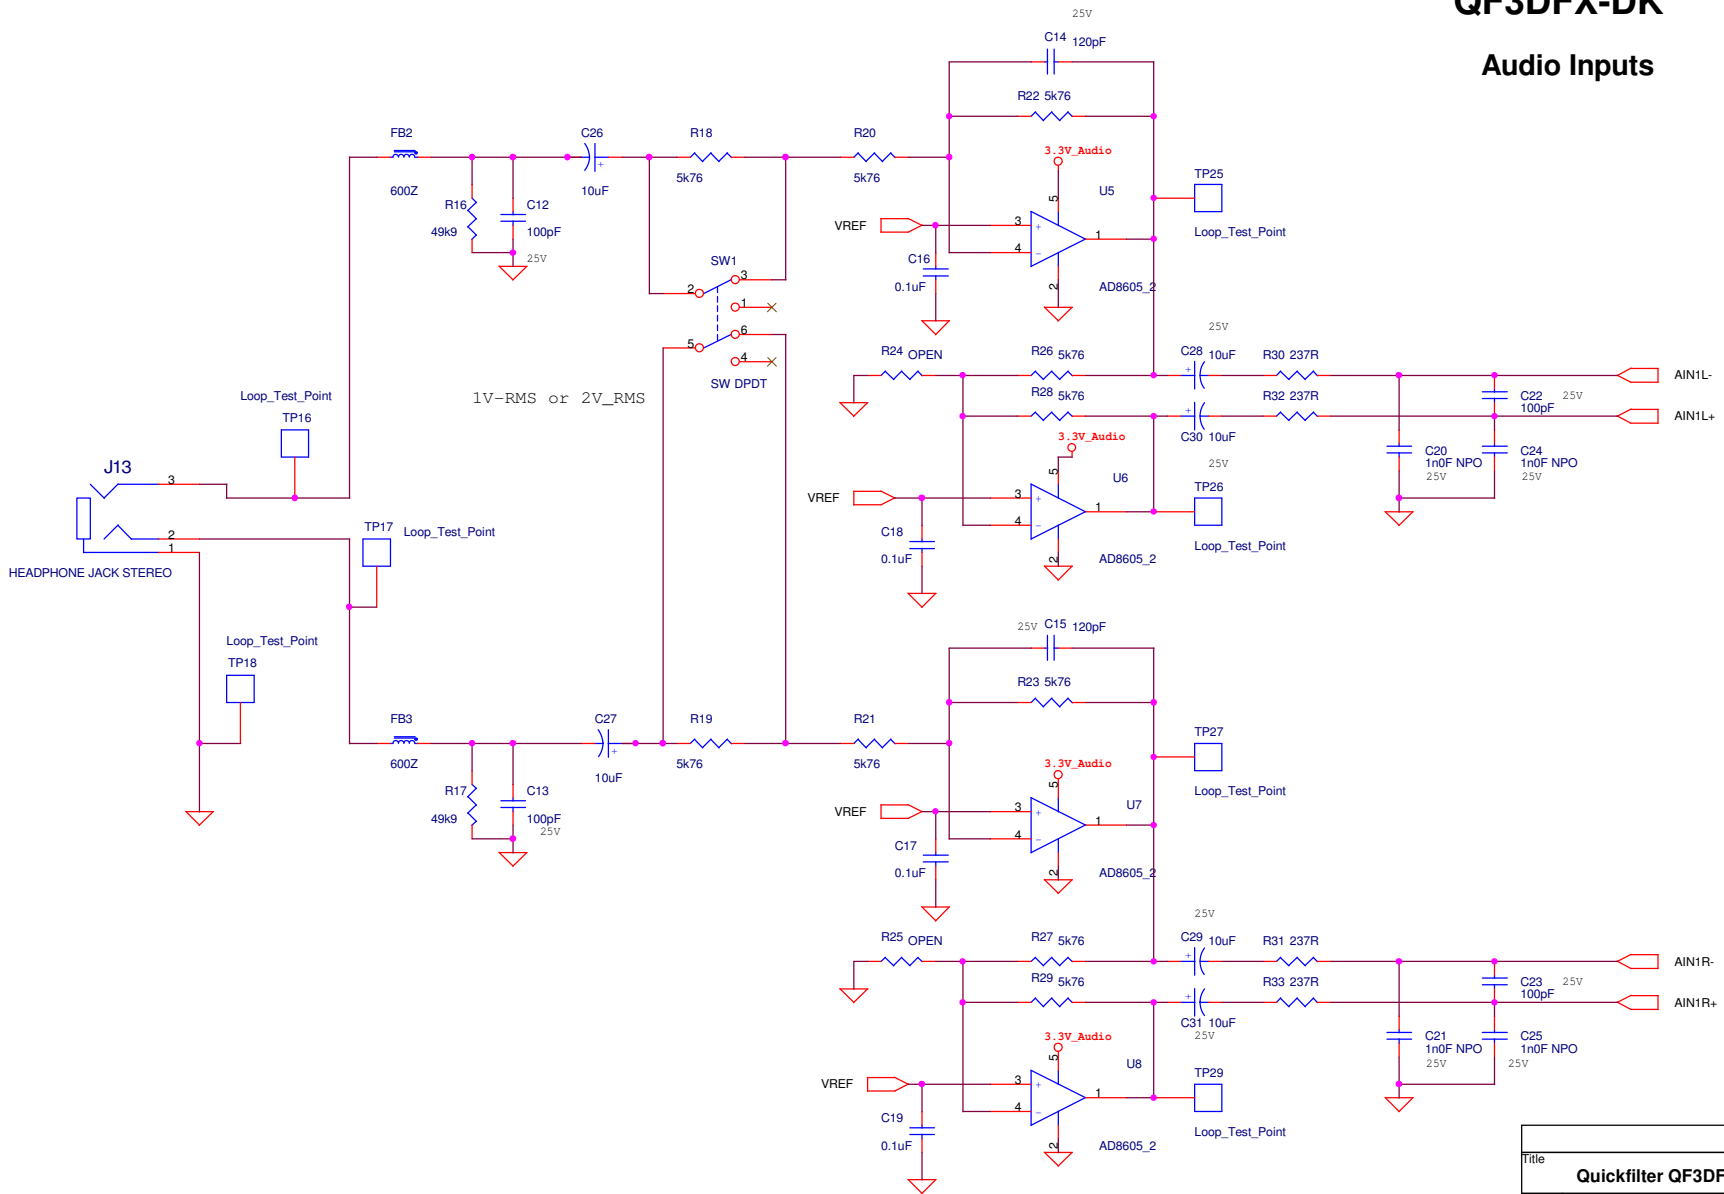 QF3DFX-DK
Audio Inputs
25V
C14 120pF
R22 5k76
FB2
600Z
C26
10uF
R18
5k76
R20
5k76
R16
49k9
C12
100pF
25V
3.3V_Audio
5
U5
VREF
3
4
1
2
AD8605_2
TP25
Loop_Test_Point
C16
0.1uF
SW1
2
3
1
5
6
4
SW DPDT
1V-RMS or 2V_RMS
R24 OPEN
R26 5k76
R28 5k76
25V
C28 10uF
R30 237R
R32 237R
C30 10uF
25V
AIN1L-
AIN1L+
C22 25V
100pF
C20
1n0F NPO
25V
C24
1n0F NPO
25V
Loop_Test_Point
TP16
J13
3
2
1
HEADPHONE JACK STEREO
TP17 Loop_Test_Point
Loop_Test_Point
TP18
3.3V_Audio
5
U6
VREF
3
4
1
2
AD8605_2
TP26
Loop_Test_Point
C18
0.1uF
25V C15 120pF
R23 5k76
FB3
600Z
C27
10uF
R19
5k76
R21
5k76
R17
49k9
C13
100pF
25V
3.3V_Audio
5
U7
VREF
3
4
1
2
AD8605_2
TP27
Loop_Test_Point
C17
0.1uF
R25 OPEN
R27 5k76
R29 5k76
25V
C29 10uF
R31 237R
R33 237R
C31 10uF
25V
AIN1R-
AIN1R+
C23 25V
100pF
C21
1n0F NPO
25V
C25
1n0F NPO
25V
3.3V_Audio
5
U8
VREF
3
4
1
2
AD8605_2
TP29
Loop_Test_Point
C19
0.1uF
Title
Quickfilter QF3DF